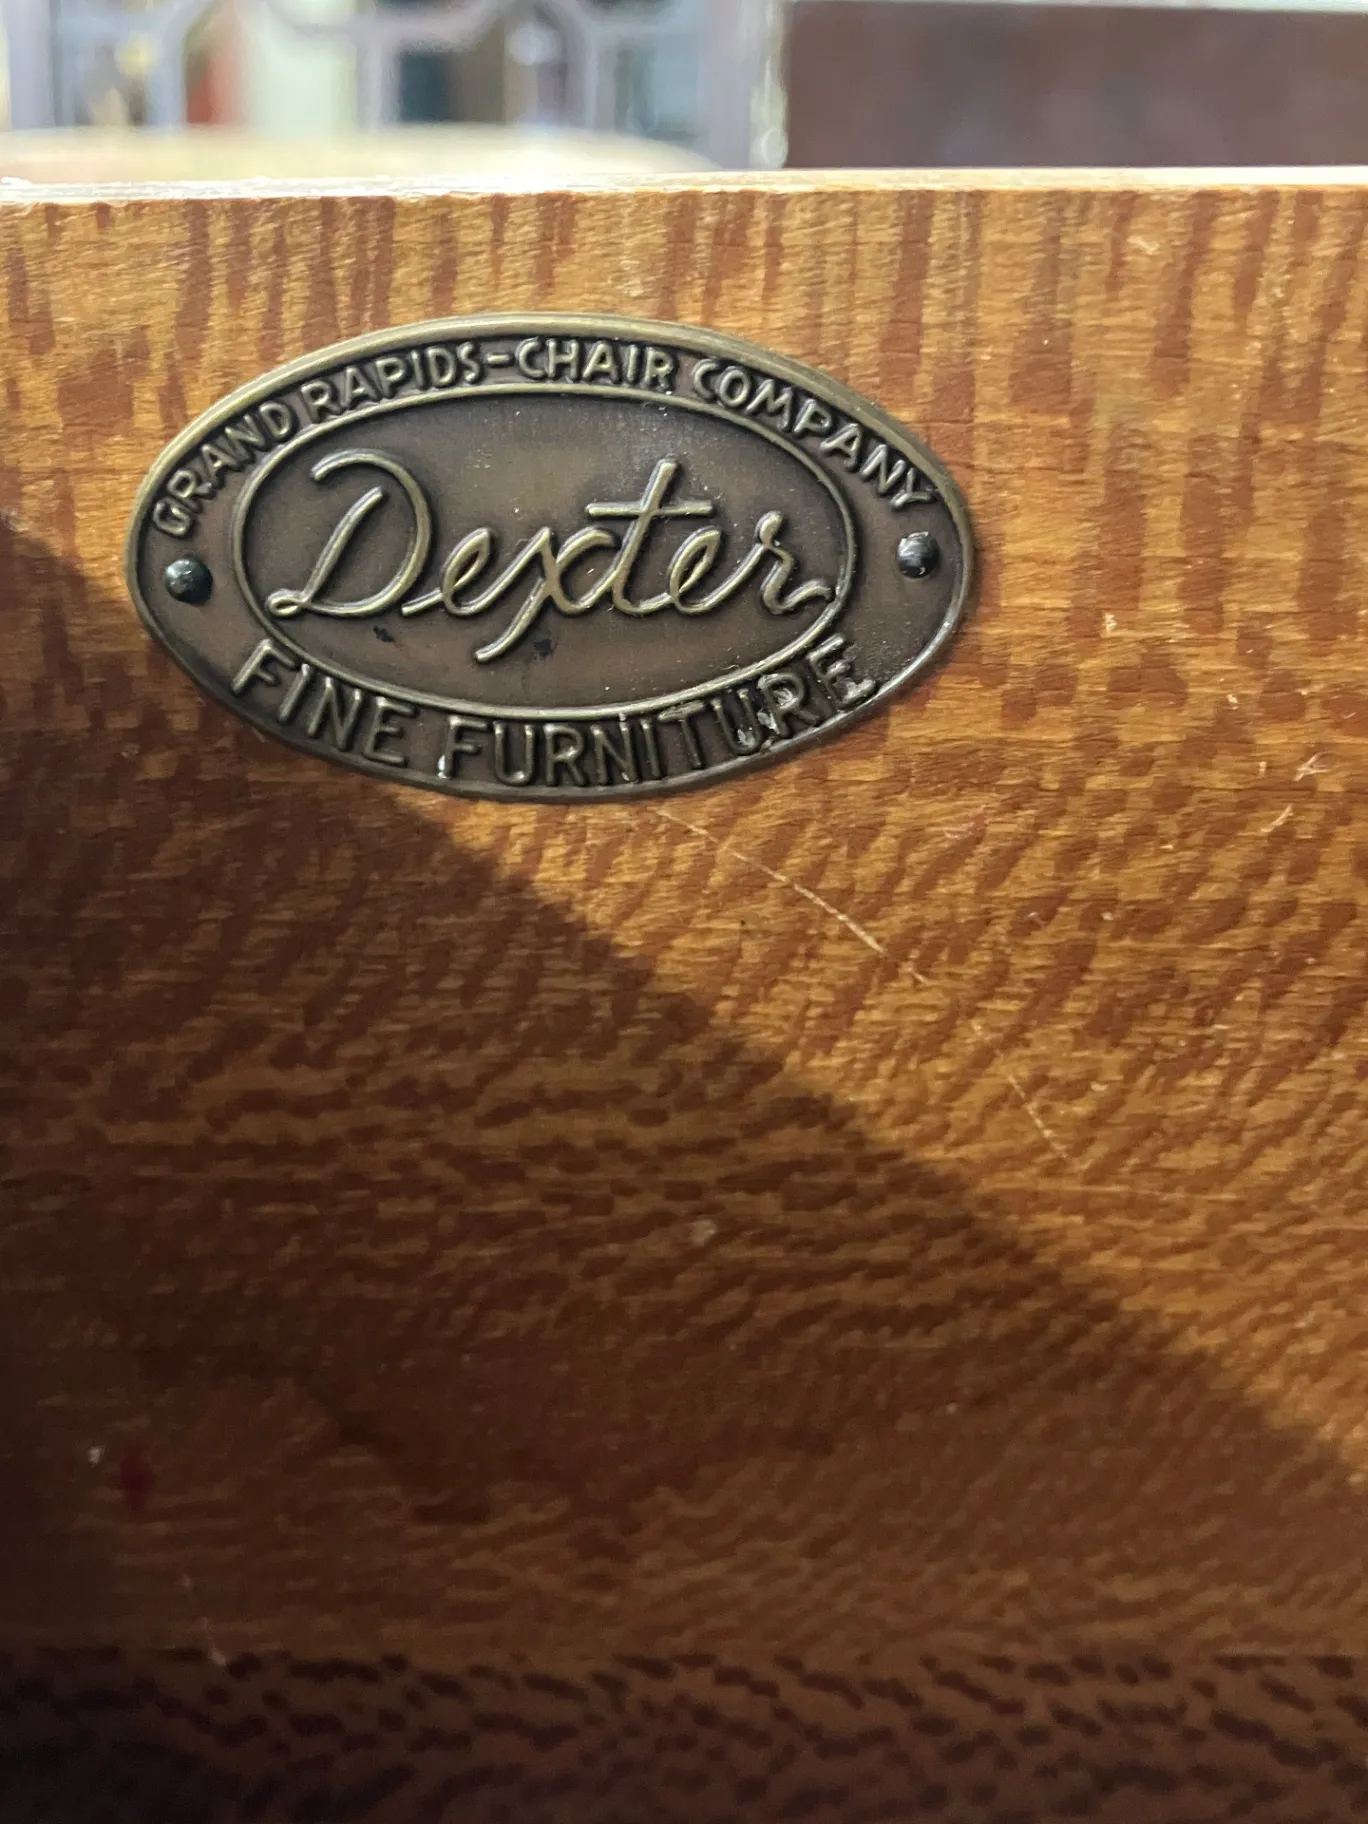 GRAND RAPIDS-CHAIR COMPANY
Dexter
FINE FURNITURE